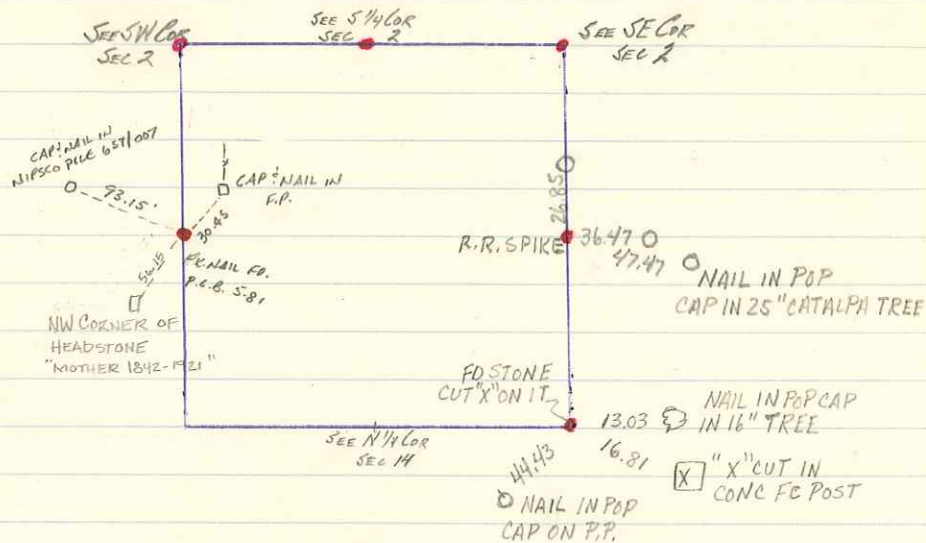 SEE SW COR
SEC 2
SEE S 1/4 COR
SEC 2
SEE SE COR
SEC 2
CAP & NAIL IN
NIPSCO POLE 657/007
93.15'
CAP & NAIL IN
F.P.
30.45
56.15
P.K. NAIL FD.
P.L.B. 5-81
NW CORNER OF
HEADSTONE
"MOTHER 1842-1921"
26.85
R.R. SPIKE
36.47
47.47
NAIL IN POP
CAP IN 25" CATALPA TREE
FD STONE
CUT "X" ON IT
SEE N 1/4 COR
SEC 14
13.03
NAIL IN POP CAP
IN 16" TREE
16.81
X
"X" CUT IN
CONC FC POST
44.43
NAIL IN POP
CAP ON P.P.